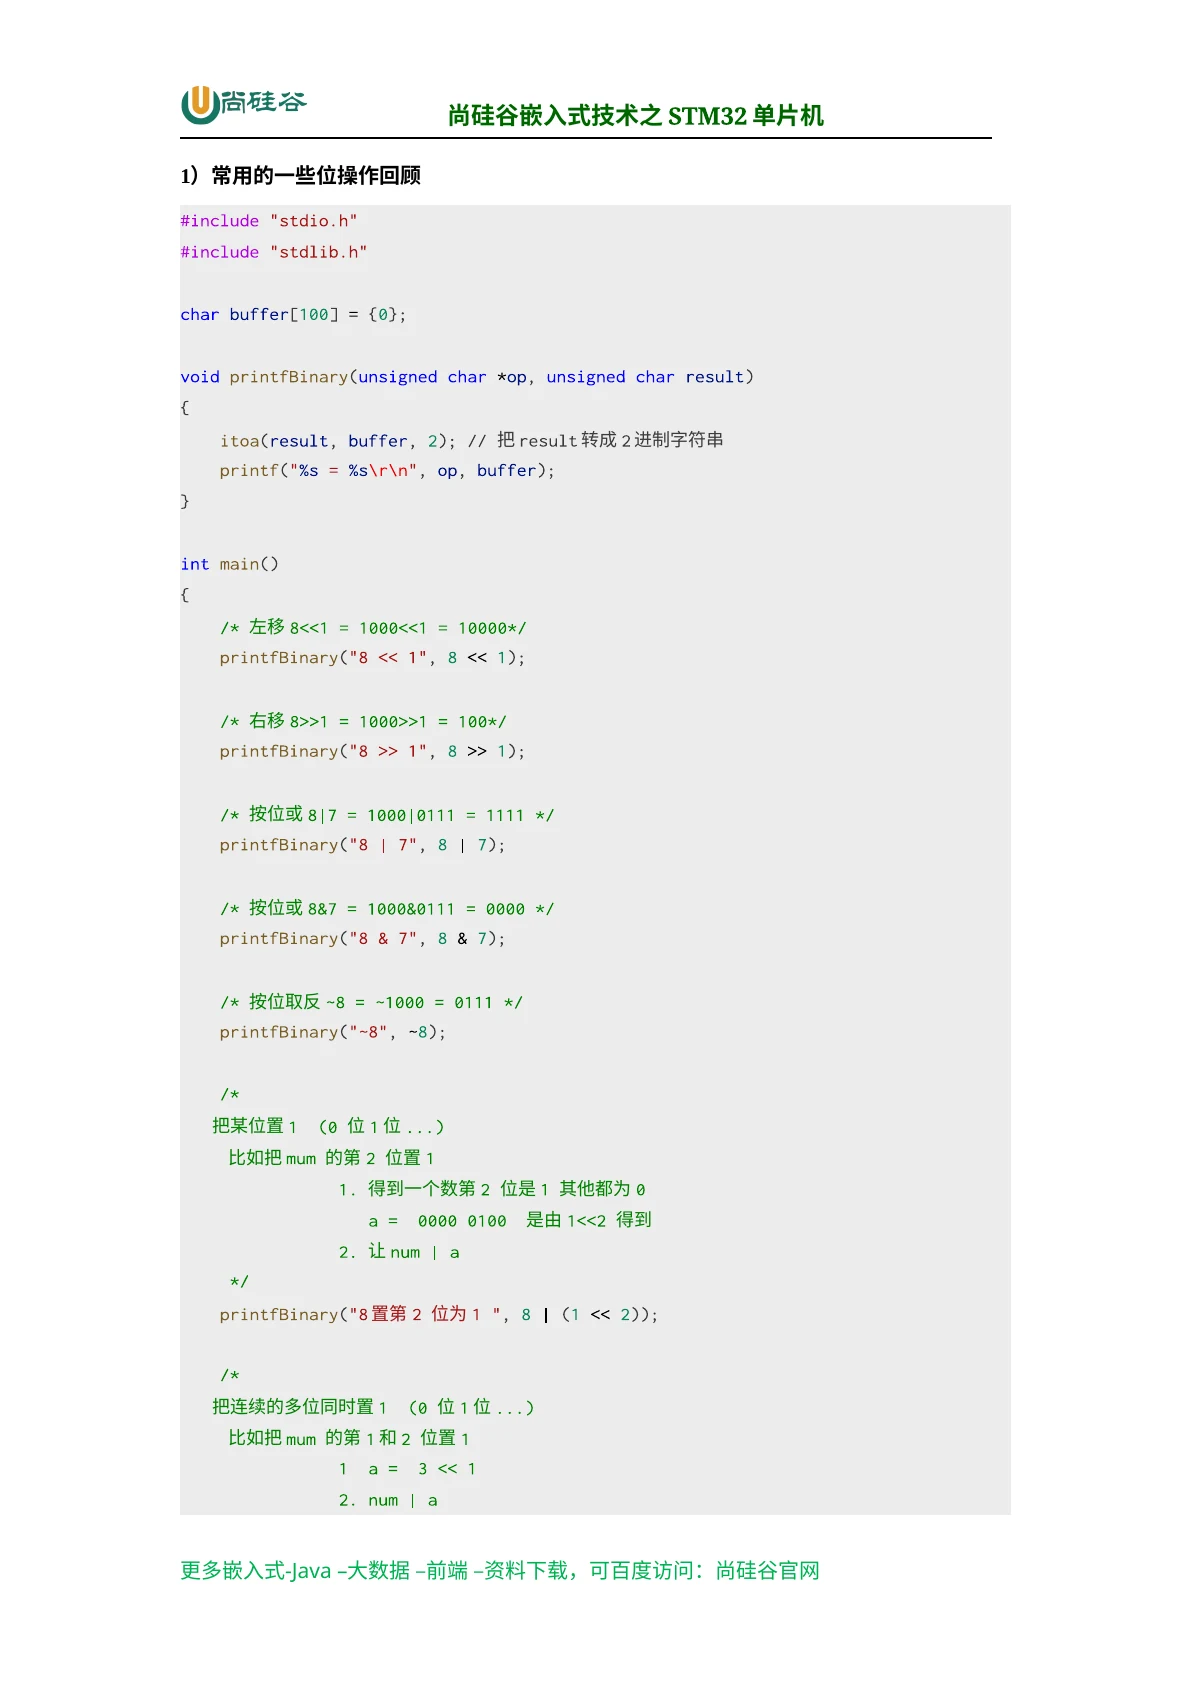 尚硅谷
尚硅谷嵌入式技术之 STM32 单片机
1）常用的一些位操作回顾
#include "stdio.h"
#include "stdlib.h"
char buffer[100] = {0};
void printfBinary(unsigned char *op, unsigned char result)
{
    itoa(result, buffer, 2); // 把 result 转成 2 进制字符串
    printf("%s = %s\r\n", op, buffer);
}
int main()
{
    /* 左移 8<<1 = 1000<<1 = 10000*/
    printfBinary("8 << 1", 8 << 1);
    /* 右移 8>>1 = 1000>>1 = 100*/
    printfBinary("8 >> 1", 8 >> 1);
    /* 按位或 8|7 = 1000|0111 = 1111 */
    printfBinary("8 | 7", 8 | 7);
    /* 按位或 8&7 = 1000&0111 = 0000 */
    printfBinary("8 & 7", 8 & 7);
    /* 按位取反 ~8 = ~1000 = 0111 */
    printfBinary("~8", ~8);
    /*
   把某位置 1 （0 位 1 位 ...）
     比如把 mum 的第 2 位置 1
                1. 得到一个数第 2 位是 1 其他都为 0
                   a =  0000 0100  是由 1<<2 得到
                2. 让 num | a
     */
    printfBinary("8 置第 2 位为 1 ", 8 | (1 << 2));
    /*
   把连续的多位同时置 1 （0 位 1 位 ...）
     比如把 mum 的第 1 和 2 位置 1
                1  a =  3 << 1
                2. num | a
更多嵌入式-Java –大数据 –前端 –资料下载，可百度访问：尚硅谷官网